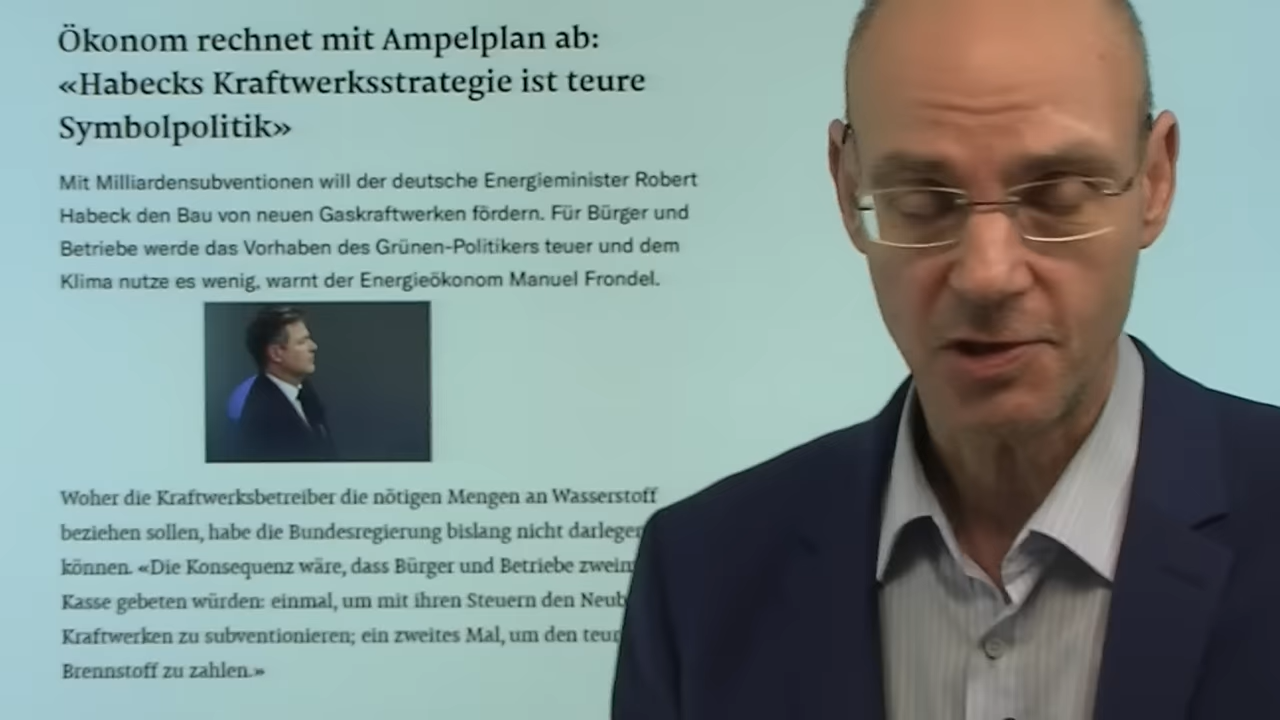 Ökonom rechnet mit Ampelplan ab:
«Habecks Kraftwerksstrategie ist teure
Symbolpolitik»
Mit Milliardensubventionen will der deutsche Energieminister Robert
Habeck den Bau von neuen Gaskraftwerken fördern. Für Bürger und
Betriebe werde das Vorhaben des Grünen-Politikers teuer und dem
Klima nutze es wenig, warnt der Energieökonom Manuel Frondel.
Woher die Kraftwerksbetreiber die nötigen Mengen an Wasserstoff
beziehen sollen, habe die Bundesregierung bislang nicht darlegen
können. «Die Konsequenz wäre, dass Bürger und Betriebe
Kasse gebeten würden: einmal, um mit ihren Steuern den
Kraftwerken zu subventionieren; ein zweites Mal, um den
Brennstoff zu zahlen.»